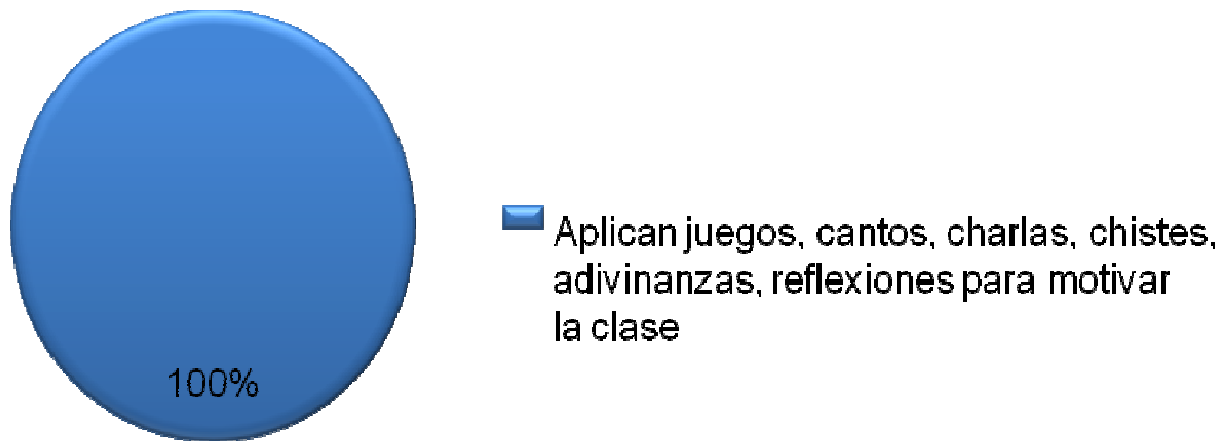 100%
Aplican juegos, cantos, charlas, chistes,
adivinanzas, reflexiones para motivar
la clase